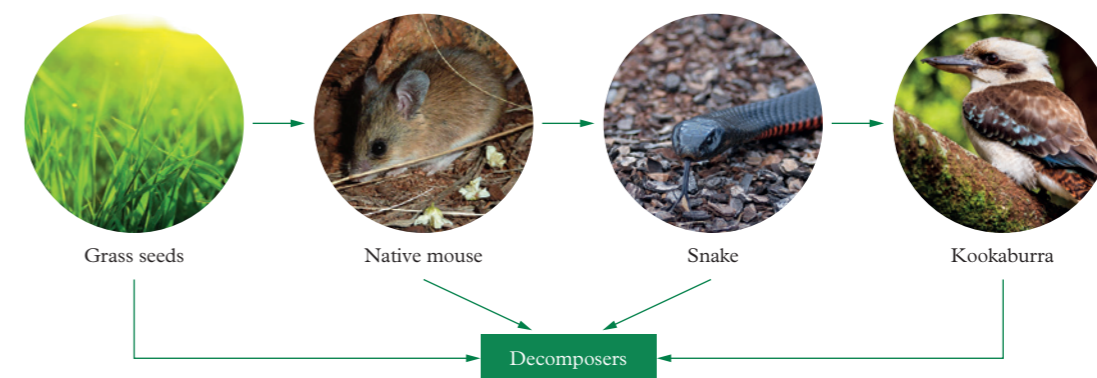 Grass seeds
Native mouse
Snake
Kookaburra
Decomposers